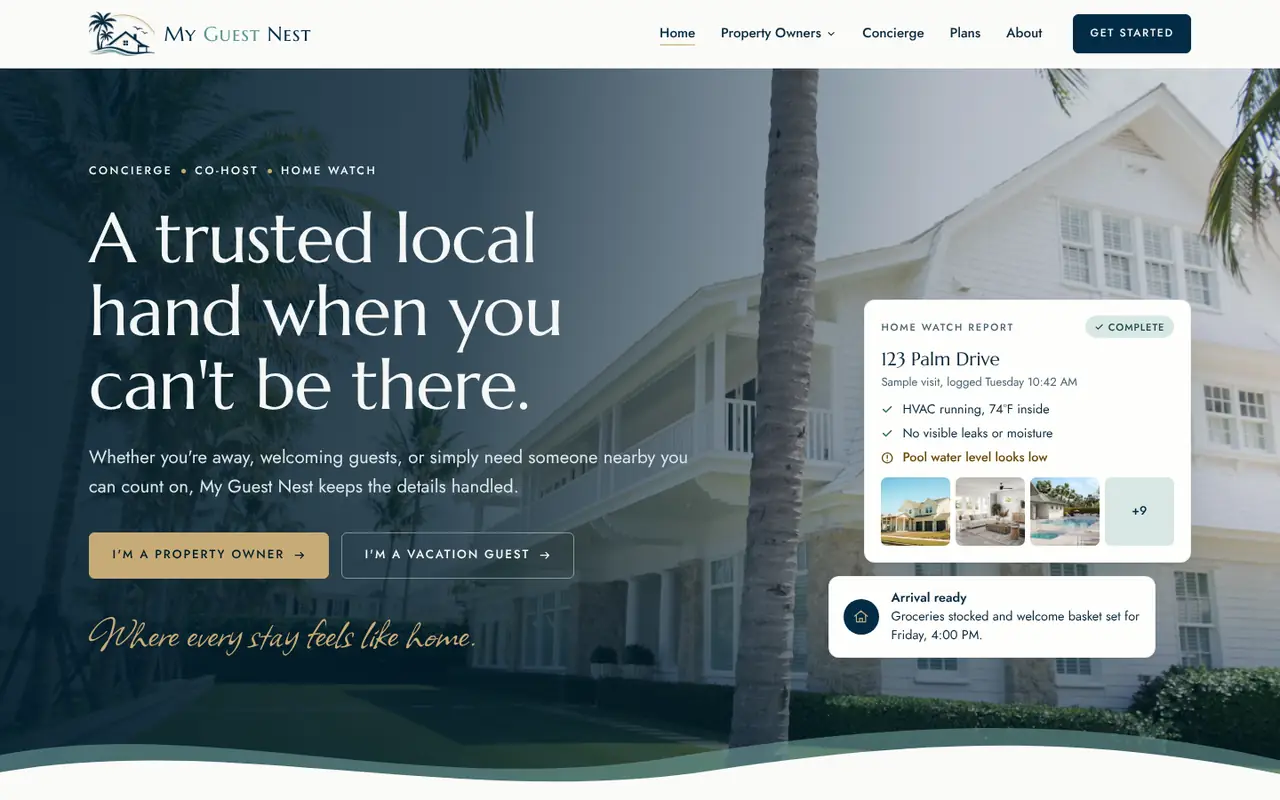 My Guest Nest
Home
Property Owners
Concierge
Plans
About
GET STARTED
CONCIERGE • CO-HOST • HOME WATCH
A trusted local
hand when you
can't be there.
Whether you're away, welcoming guests, or simply need someone nearby you
can count on, My Guest Nest keeps the details handled.
I'M A PROPERTY OWNER →
I'M A VACATION GUEST →
Where every stay feels like home.
HOME WATCH REPORT
✓ COMPLETE
123 Palm Drive
Sample visit, logged Tuesday 10:42 AM
HVAC running, 74°F inside
No visible leaks or moisture
Pool water level looks low
+9
Arrival ready
Groceries stocked and welcome basket set for
Friday, 4:00 PM.